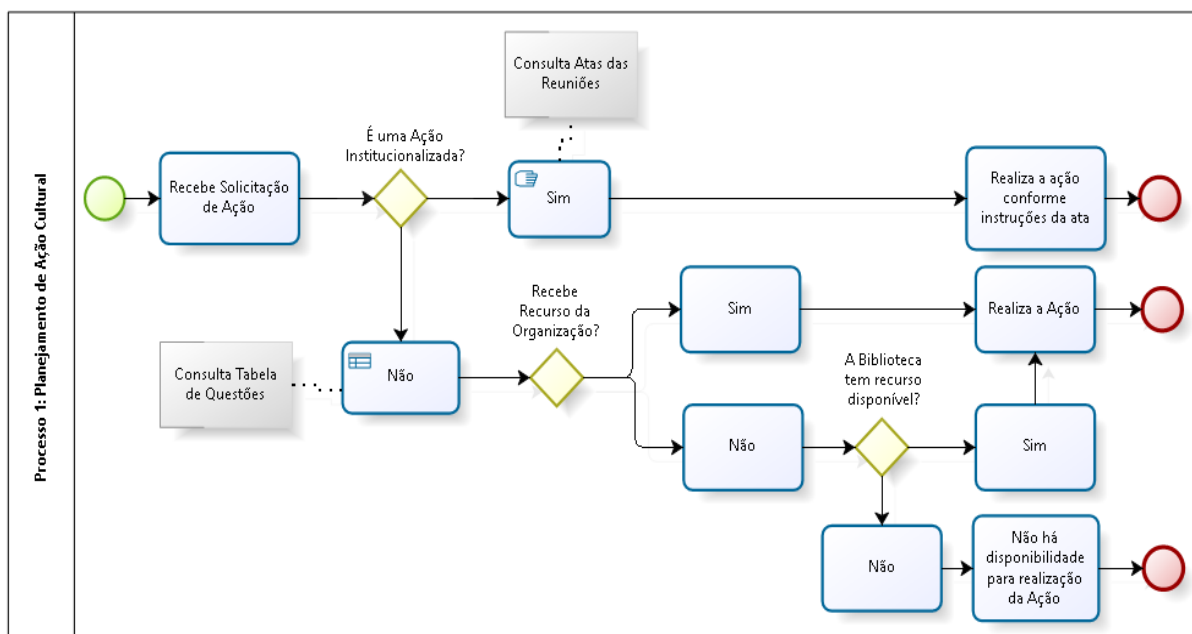 Processo 1: Planejamento de Ação Cultural
Consulta Atas das
Reuniões
É uma Ação
Institucionalizada?
Recebe Solicitação
de Ação
Sim
Realiza a ação
conforme
instruções da ata
Recebe
Recurso da
Organização?
Sim
Realiza a Ação
Consulta Tabela
de Questões
Não
A Biblioteca
tem recurso
disponível?
Não
Sim
Não
Não há
disponibilidade
para realização
da Ação